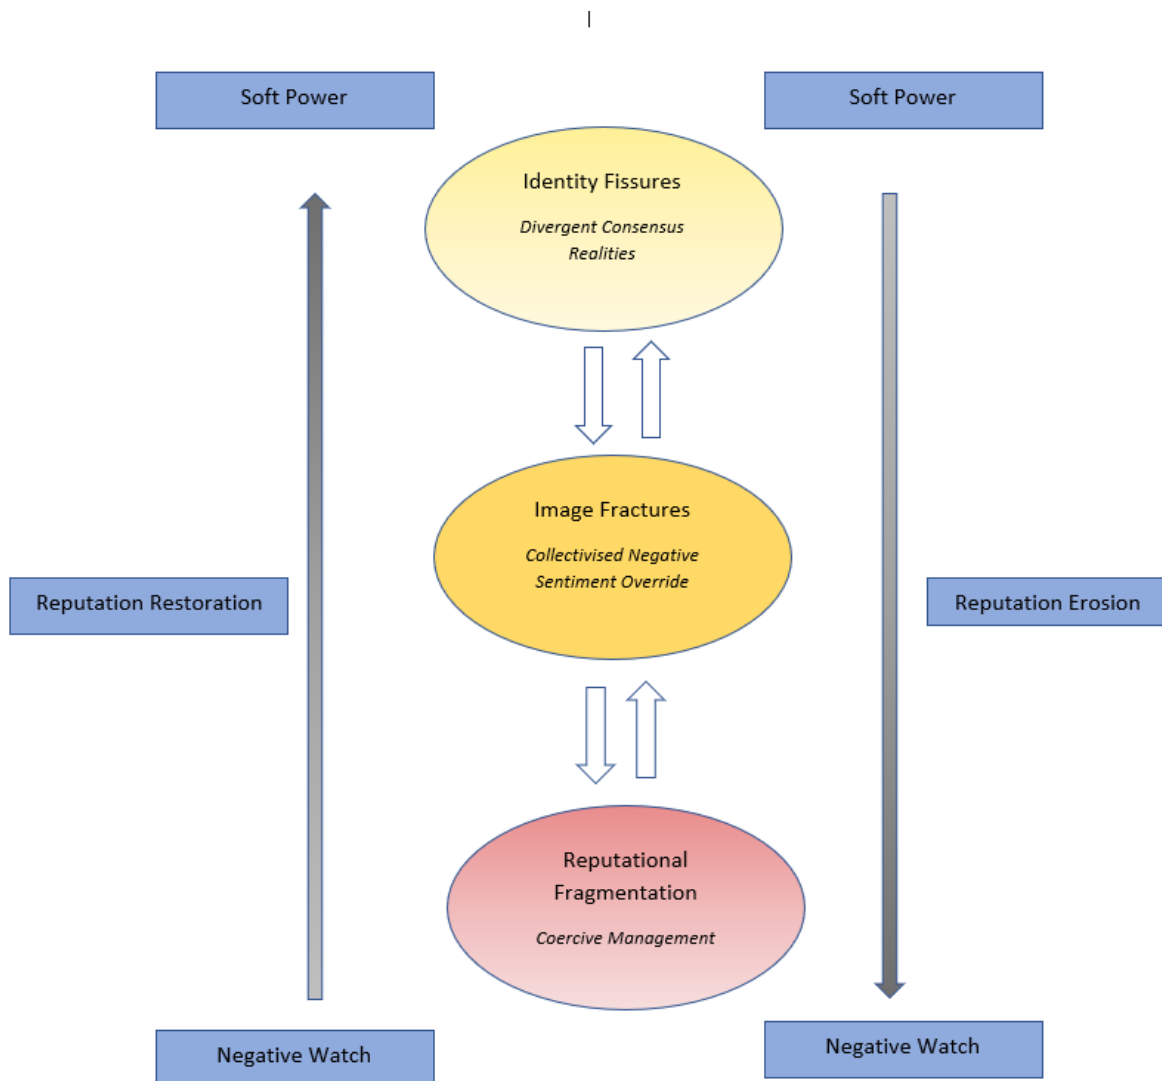 Soft Power
Soft Power
Identity Fissures
Divergent Consensus
Realities
Image Fractures
Collectivised Negative
Sentiment Override
Reputation Restoration
Reputation Erosion
Reputational
Fragmentation
Coercive Management
Negative Watch
Negative Watch